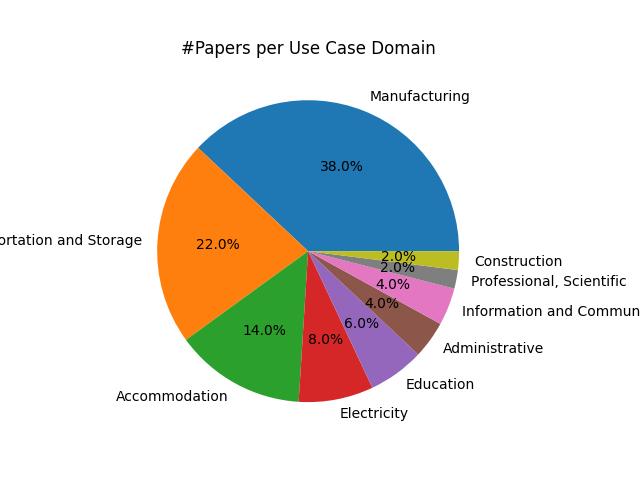 #Papers per Use Case Domain
Manufacturing
38.0%
ortation and Storage
22.0%
14.0%
Accommodation
8.0%
Electricity
6.0%
Education
4.0%
Administrative
4.0%
Information and Commun
2.0%
Professional, Scientific
2.0%
Construction